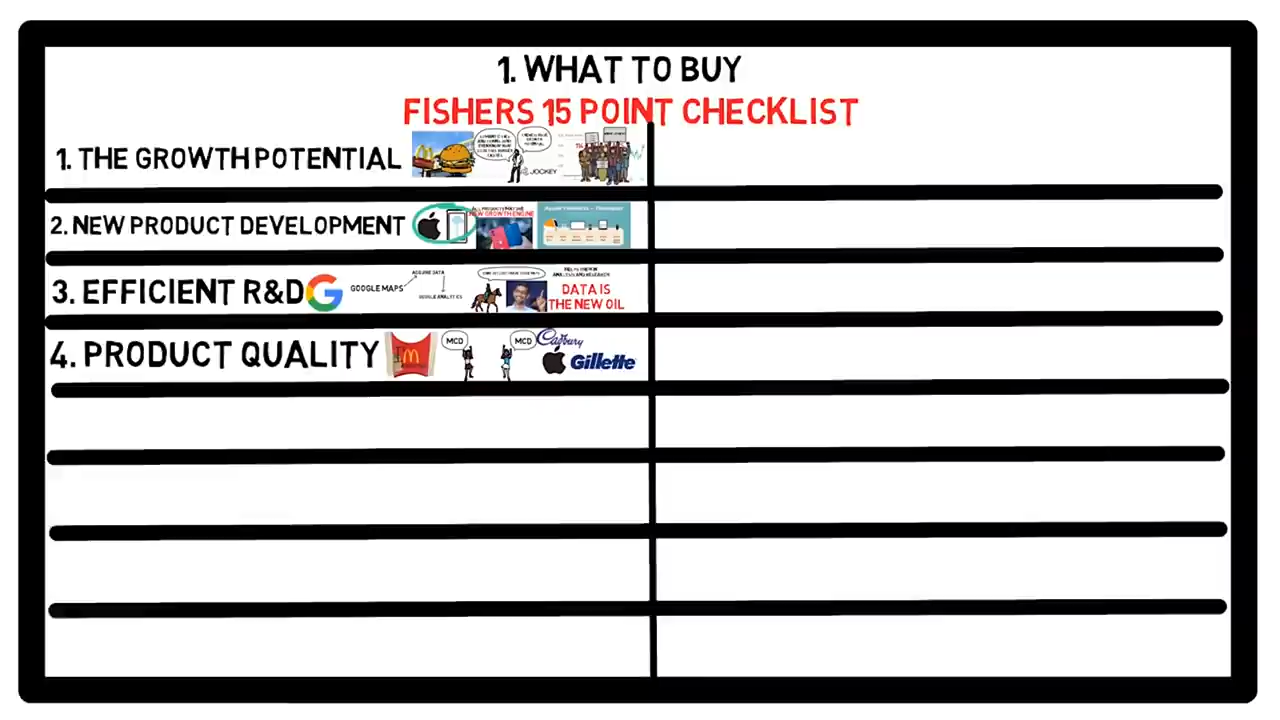 1. WHAT TO BUY
FISHERS 15 POINT CHECKLIST
1. THE GROWTH POTENTIAL
JOCKEY
2. NEW PRODUCT DEVELOPMENT
NEW GROWTH ENGINE
3. EFFICIENT R&D
GOOGLE MAPS
ACQUIRE DATA
GOOGLE ANALYTICS
DATA IS
THE NEW OIL
4. PRODUCT QUALITY
MCD
MCD
Cadbury
Gillette